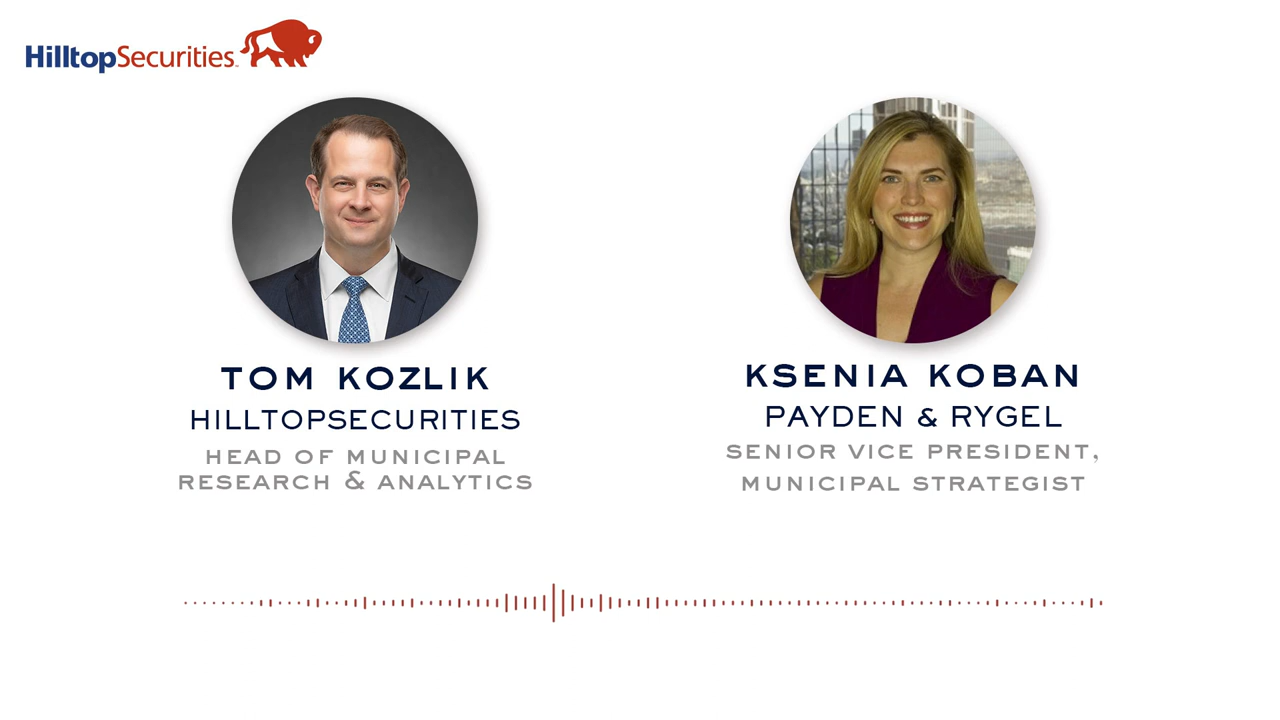 HilltopSecurities
TOM KOZLIK
HILLTOPSECURITIES
HEAD OF MUNICIPAL
RESEARCH & ANALYTICS
KSENIA KOBAN
PAYDEN & RYGEL
SENIOR VICE PRESIDENT,
MUNICIPAL STRATEGIST